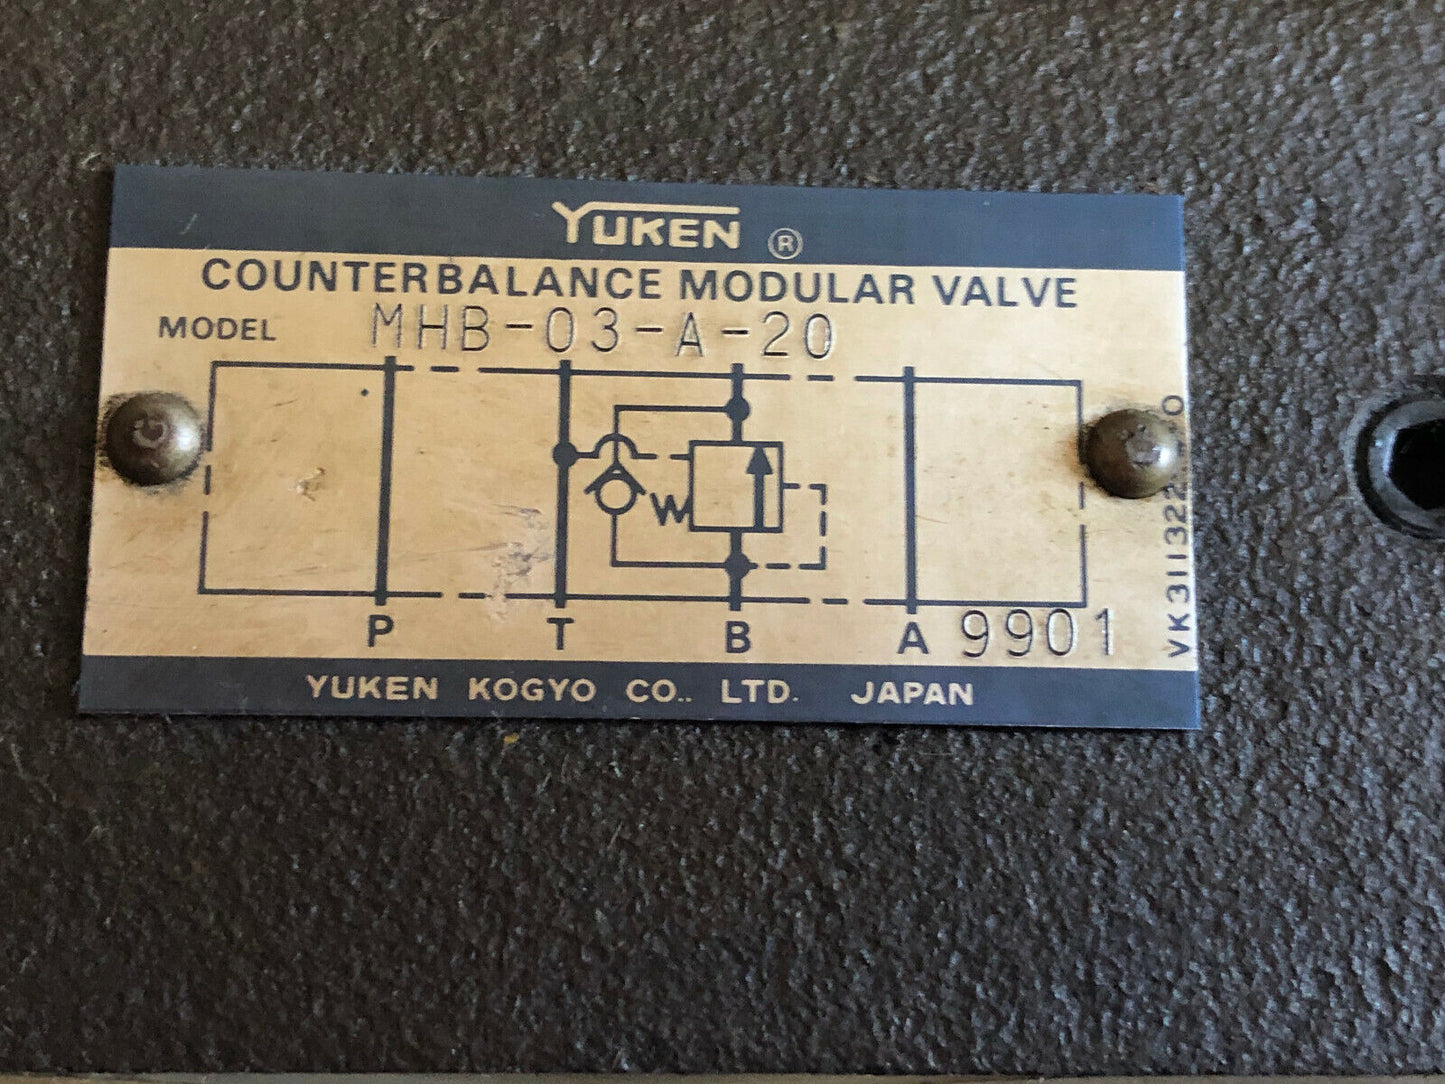 YUKEN ®
COUNTERBALANCE MODULAR VALVE
MODEL MHB-03-A-20
W
P T B A 9901
YUKEN KOGYO CO., LTD. JAPAN